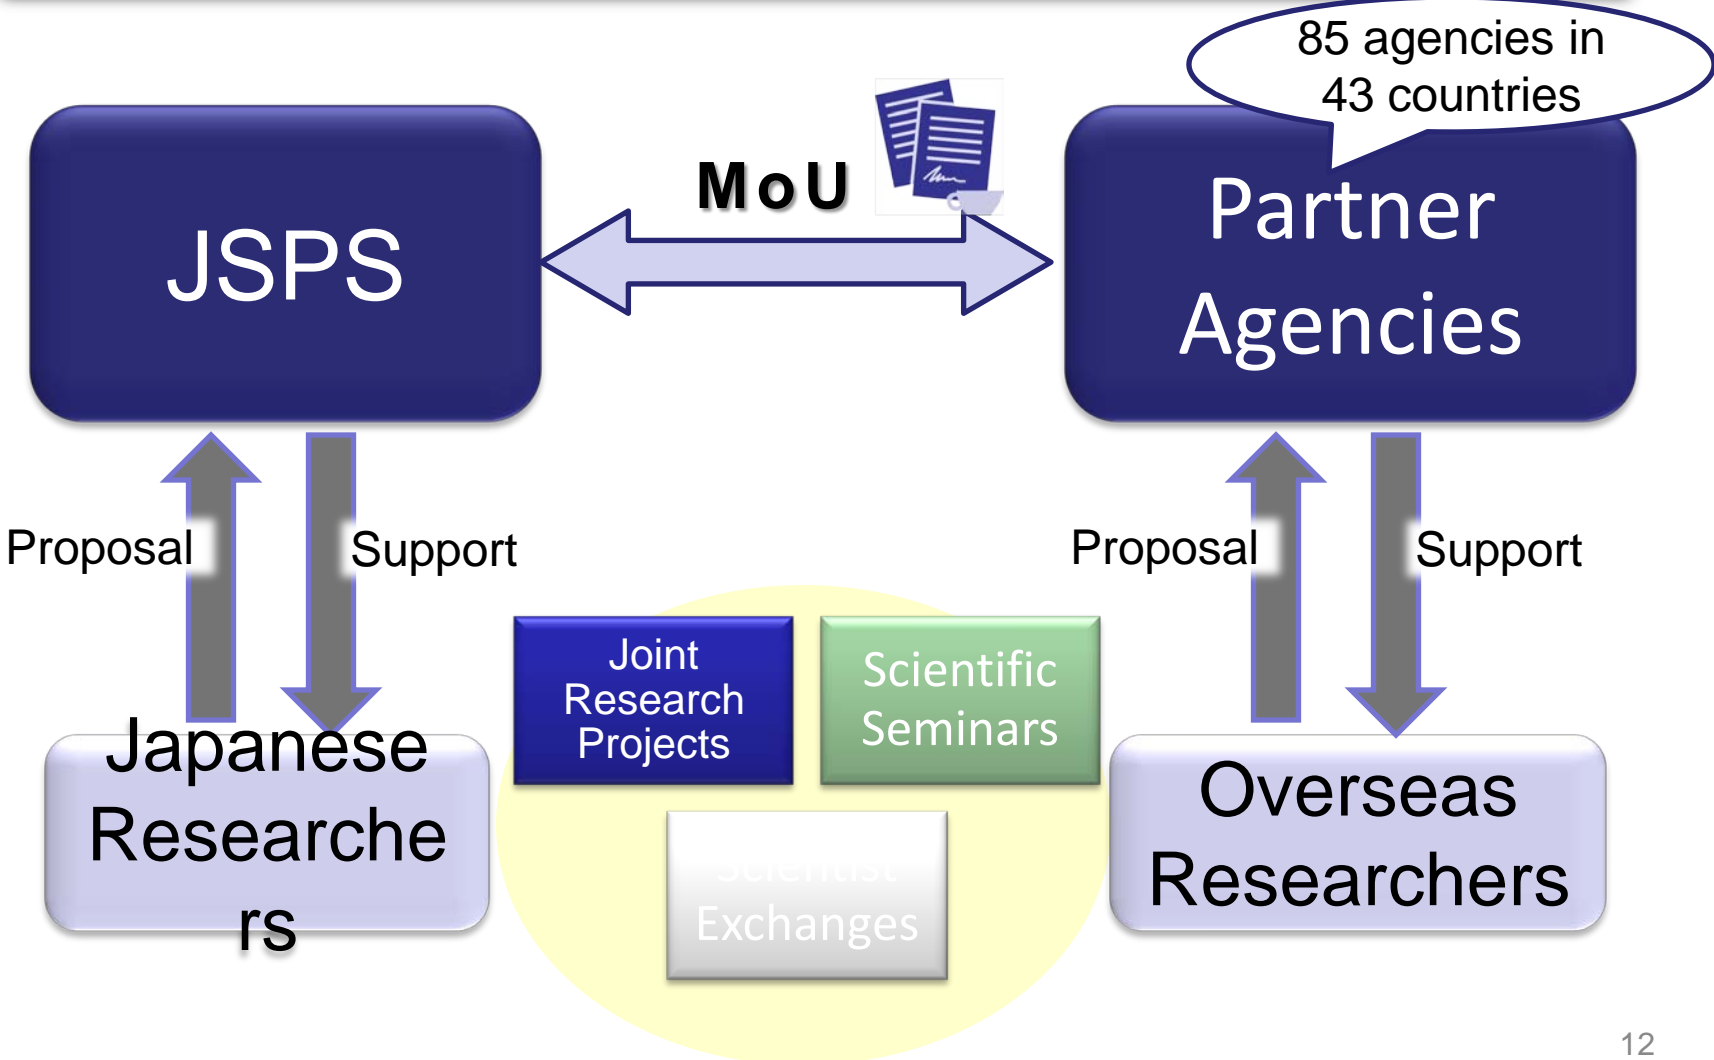 85 agencies in
43 countries
MoU
JSPS
Partner
Agencies
Proposal
Support
Proposal
Support
Joint
Research
Projects
Scientific
Seminars
Japanese
Researche
rs
Overseas
Researchers
Scientist
Exchanges
12